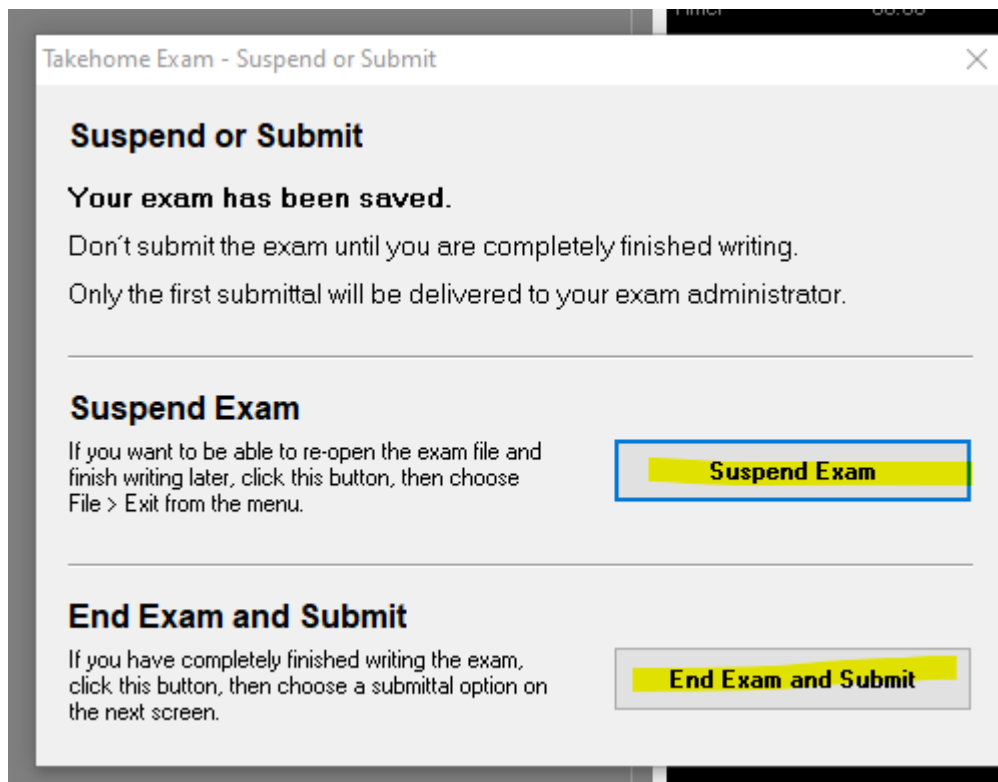 Timer 00:00
Takehome Exam - Suspend or Submit
Suspend or Submit
Your exam has been saved.
Don´t submit the exam until you are completely finished writing.
Only the first submittal will be delivered to your exam administrator.
Suspend Exam
If you want to be able to re-open the exam file and
finish writing later, click this button, then choose
File > Exit from the menu.
Suspend Exam
End Exam and Submit
If you have completely finished writing the exam,
click this button, then choose a submittal option on
the next screen.
End Exam and Submit